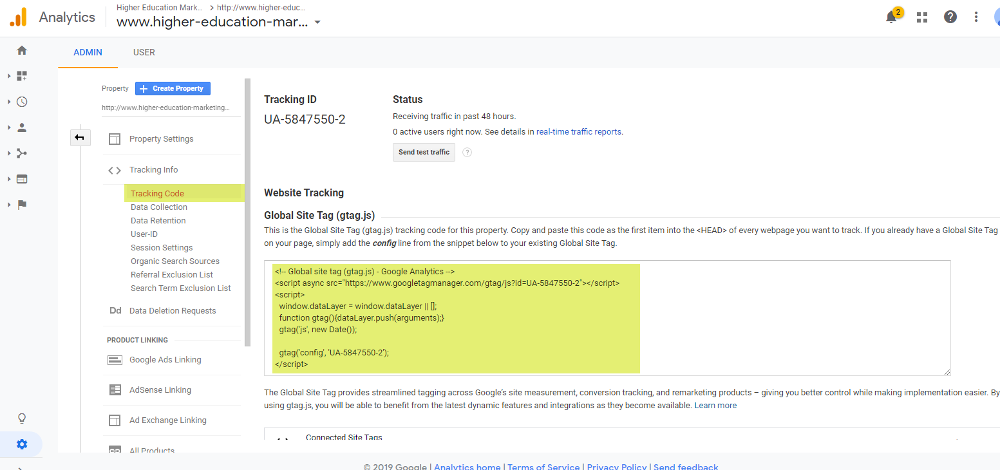 Analytics
Higher Education Mark... > http://www.higher-educ...
www.higher-education-mar...
2
ADMIN USER
Property
Create Property
http://www.higher-education-marketing...
Property Settings
Tracking Info
Tracking Code
Data Collection
Data Retention
User-ID
Session Settings
Organic Search Sources
Referral Exclusion List
Search Term Exclusion List
Dd Data Deletion Requests
PRODUCT LINKING
Google Ads Linking
AdSense Linking
Ad Exchange Linking
All Products
Tracking ID
UA-5847550-2
Status
Receiving traffic in past 48 hours.
0 active users right now. See details in real-time traffic reports.
Send test traffic ?
Website Tracking
Global Site Tag (gtag.js)
This is the Global Site Tag (gtag.js) tracking code for this property. Copy and paste this code as the first item into the <HEAD> of every webpage you want to track. If you already have a Global Site Tag
on your page, simply add the config line from the snippet below to your existing Global Site Tag.
<!-- Global site tag (gtag.js) - Google Analytics -->
<script async src="https://www.googletagmanager.com/gtag/js?id=UA-5847550-2"></script>
<script>
window.dataLayer = window.dataLayer || [];
function gtag(){dataLayer.push(arguments);}
gtag('js', new Date());
gtag('config', 'UA-5847550-2');
</script>
The Global Site Tag provides streamlined tagging across Google's site measurement, conversion tracking, and remarketing products – giving you better control while making implementation easier. By
using gtag.js, you will be able to benefit from the latest dynamic features and integrations as they become available. Learn more
Connected Site Tags
© 2019 Google | Analytics home | Terms of Service | Privacy Policy | Send feedback